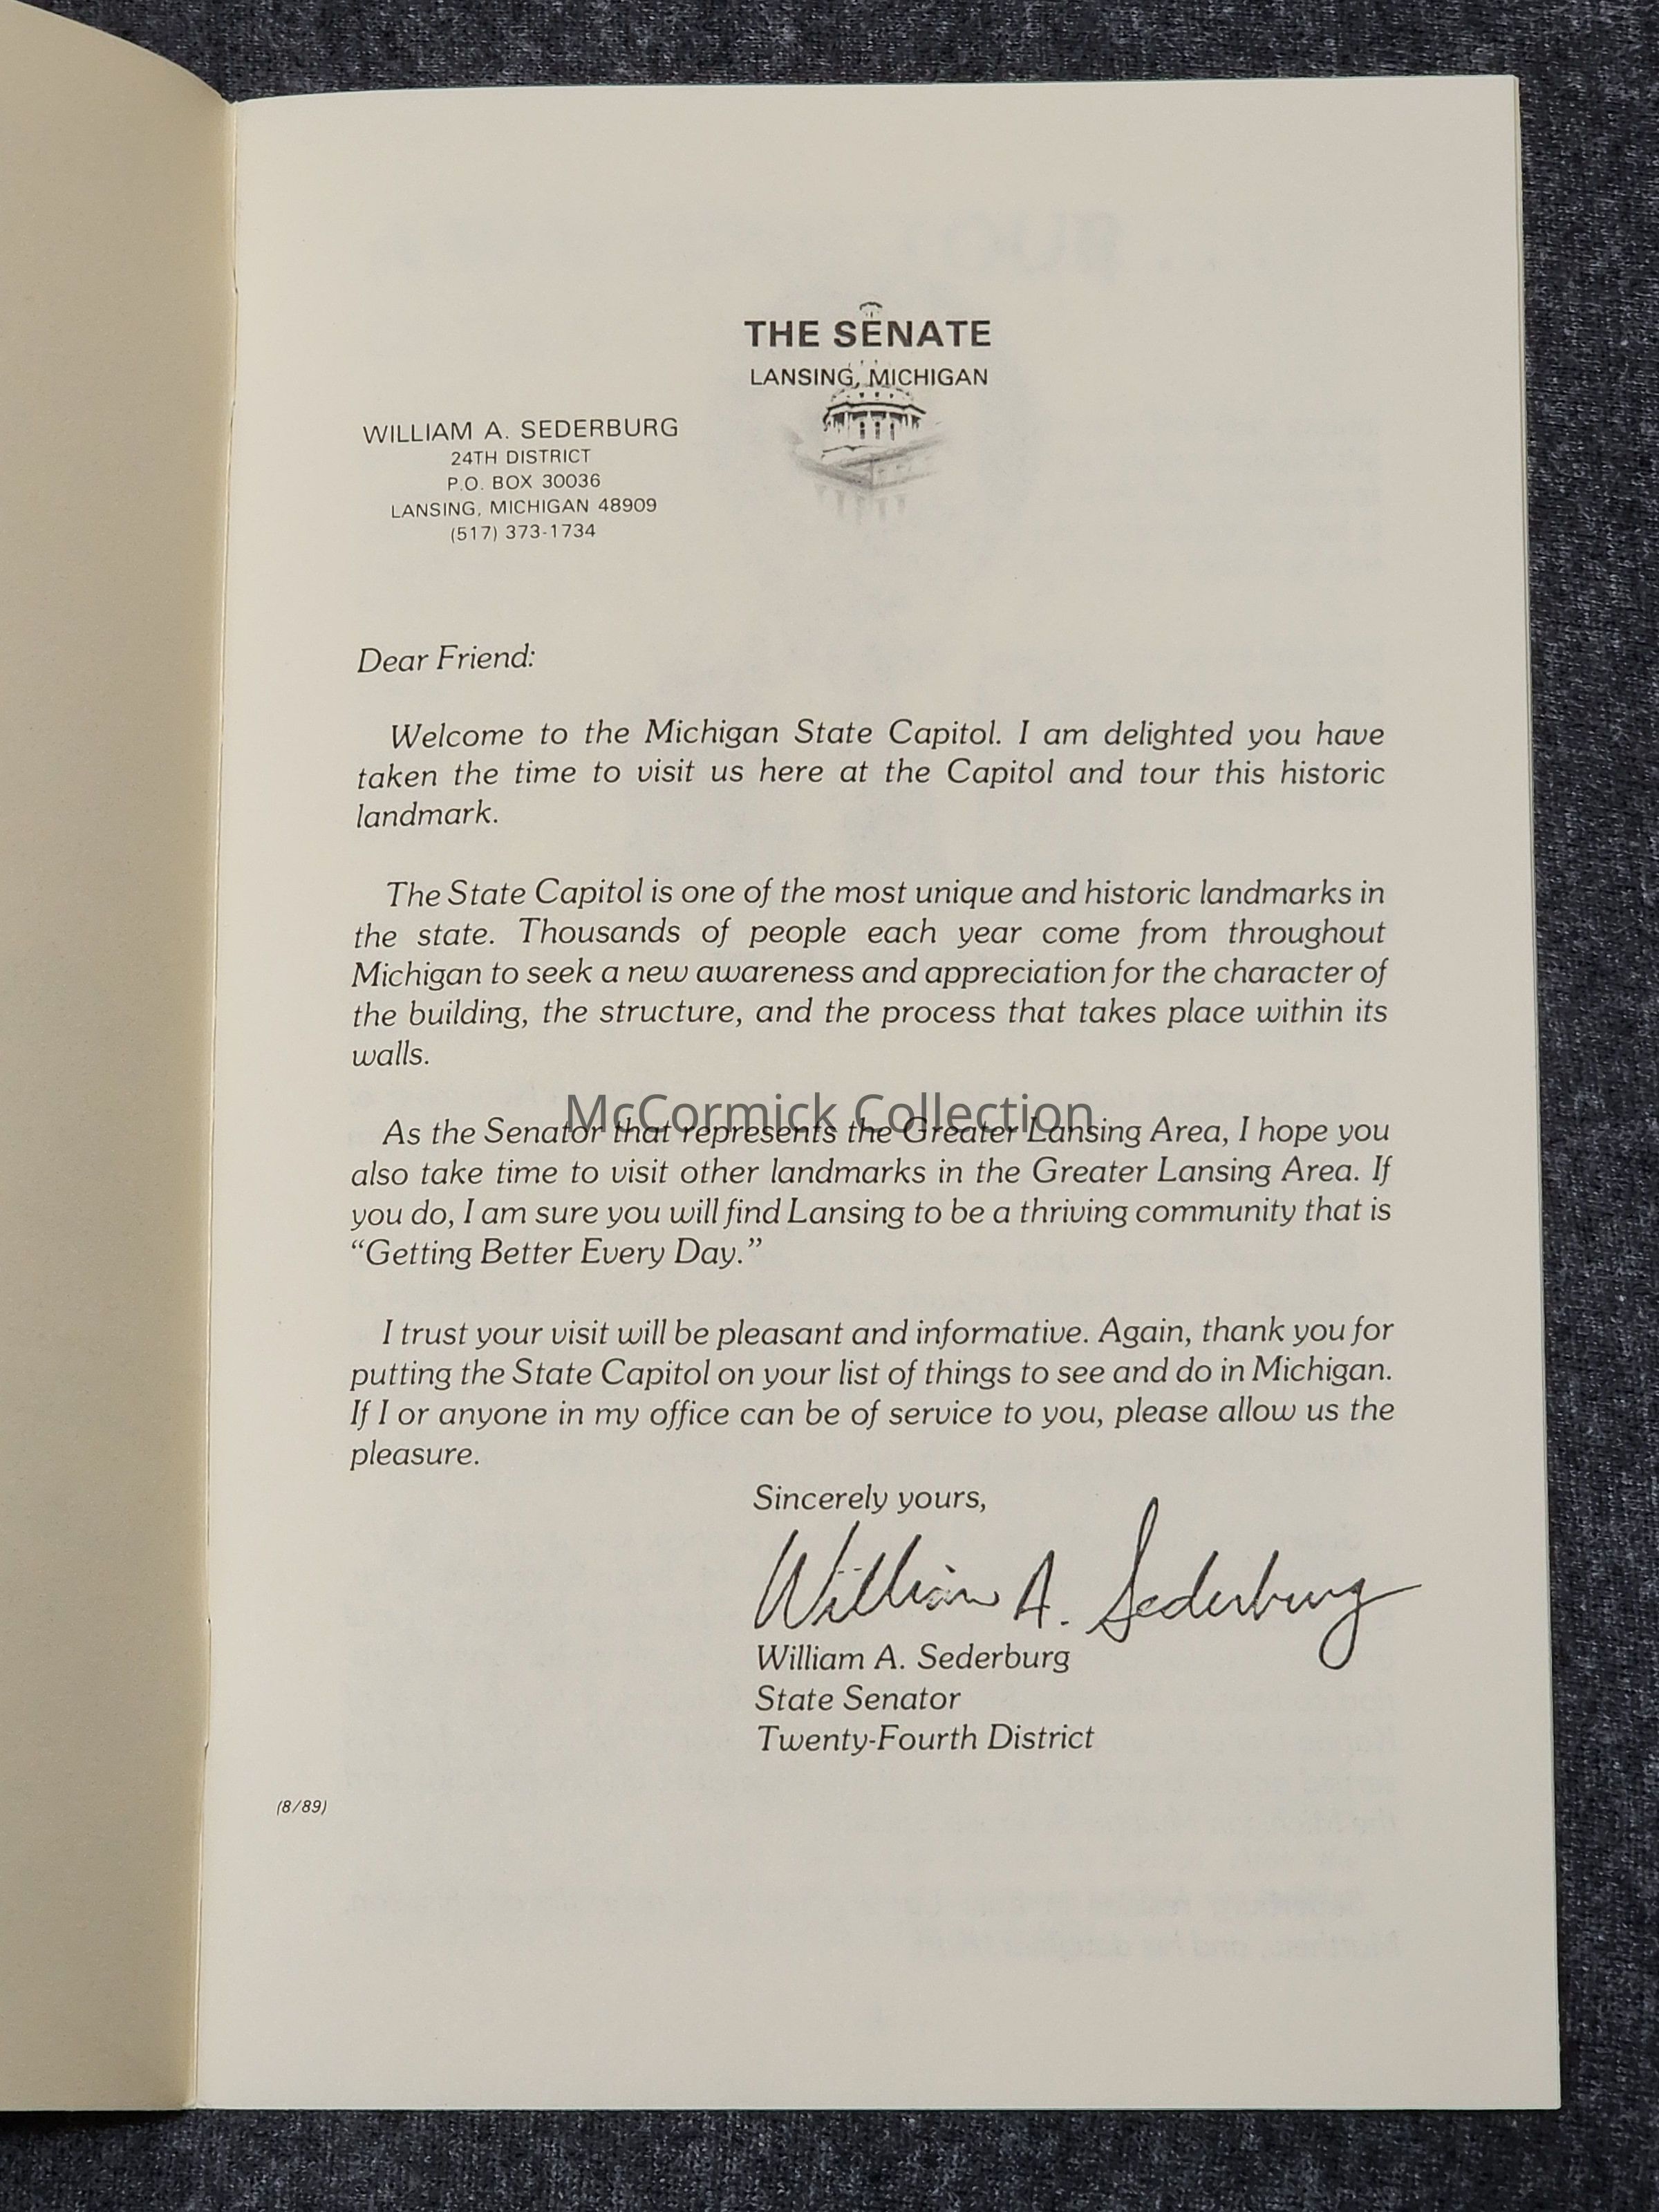 THE SENATE
LANSING, MICHIGAN
WILLIAM A. SEDERBURG
24TH DISTRICT
P.O. BOX 30036
LANSING, MICHIGAN 48909
(517) 373-1734
Dear Friend:
Welcome to the Michigan State Capitol. I am delighted you have
taken the time to visit us here at the Capitol and tour this historic
landmark.
The State Capitol is one of the most unique and historic landmarks in
the state. Thousands of people each year come from throughout
Michigan to seek a new awareness and appreciation for the character of
the building, the structure, and the process that takes place within its
walls.
McCormick Collection
As the Senator that represents the Greater Lansing Area, I hope you
also take time to visit other landmarks in the Greater Lansing Area. If
you do, I am sure you will find Lansing to be a thriving community that is
“Getting Better Every Day.”
I trust your visit will be pleasant and informative. Again, thank you for
putting the State Capitol on your list of things to see and do in Michigan.
If I or anyone in my office can be of service to you, please allow us the
pleasure.
Sincerely yours,
William A. Sederburg
William A. Sederburg
State Senator
Twenty-Fourth District
(8/89)